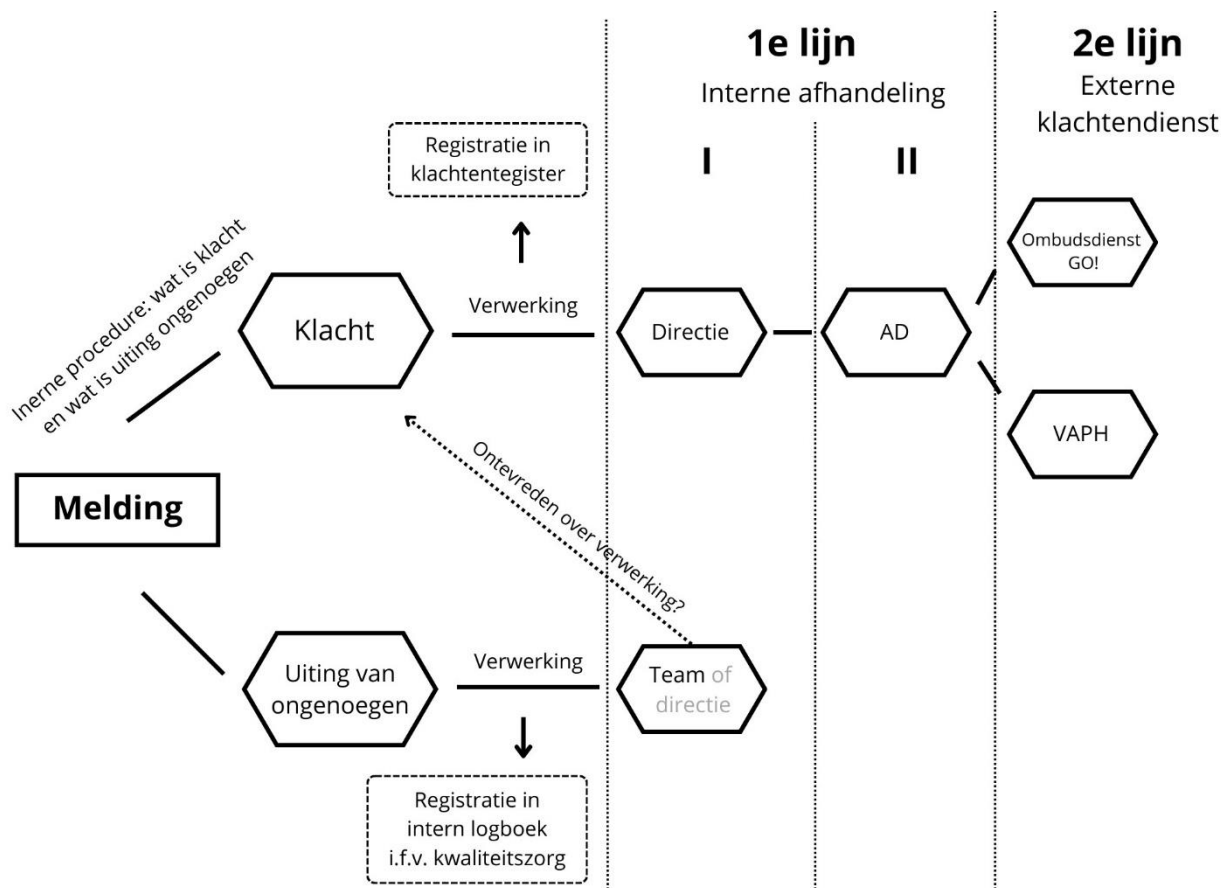 1e lijn
Interne afhandeling
I
II
2e lijn
Externe
klachtendienst
Registratie in
klachtentegister
Inerne procedure: wat is klacht
en wat is uiting ongenoegen
Klacht
Verwerking
Directie
AD
Ombudsdienst
GO!
VAPH
Ontevreden over verwerking?
Melding
Uiting van
ongenoegen
Verwerking
Team of
directie
Registratie in
intern logboek
i.f.v. kwaliteitszorg